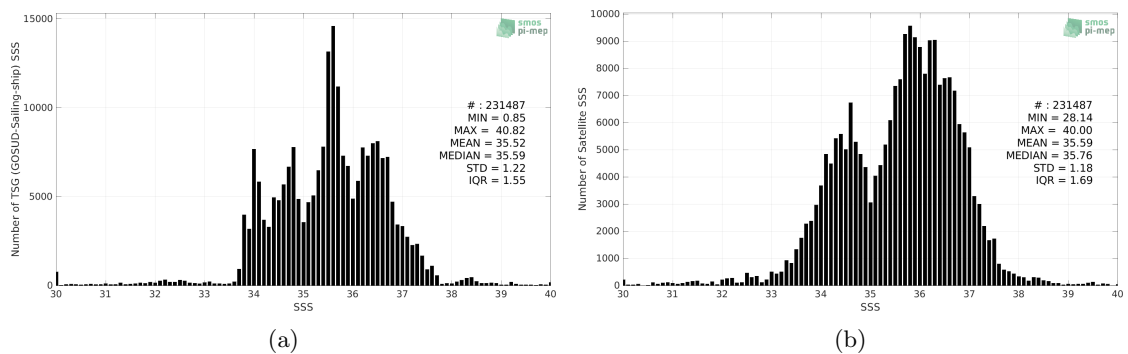 15000
10000
5000
0
Number of TSG (GOSUD-Sailing-ship) SSS
smos
pi-mep
# : 231487
MIN = 0.85
MAX = 40.82
MEAN = 35.52
MEDIAN = 35.59
STD = 1.22
IQR = 1.55
30 31 32 33 34 35 36 37 38 39 40
SSS
(a)
10000
9000
8000
7000
6000
5000
4000
3000
2000
1000
0
Number of Satellite SSS
smos
pi-mep
# : 231487
MIN = 28.14
MAX = 40.00
MEAN = 35.59
MEDIAN = 35.76
STD = 1.18
IQR = 1.69
30 31 32 33 34 35 36 37 38 39 40
SSS
(b)